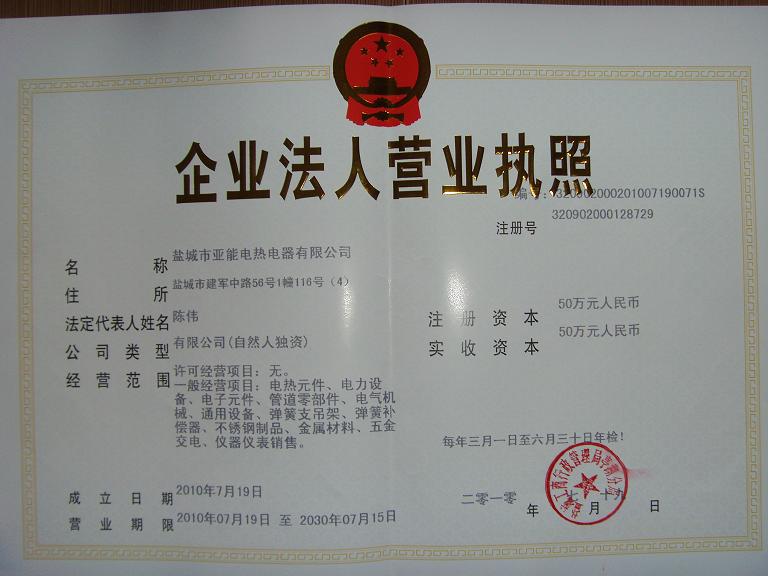 企业法人营业执照
编号：320902000201007190071S
注册号 320902000128729
名 称 盐城市亚能电热电器有限公司
住 所 盐城市建军中路56号1幢116号（4）
法定代表人姓名 陈伟
注 册 资 本 50万元人民币
公 司 类 型 有限公司(自然人独资)
实 收 资 本 50万元人民币
经 营 范 围 许可经营项目：无。
一般经营项目：电热元件、电力设
备、电子元件、管道零部件、电气机
械、通用设备、弹簧支吊架、弹簧补
偿器、不锈钢制品、金属材料、五金
交电、仪器仪表销售。
每年三月一日至六月三十日年检！
成 立 日 期 2010年7月19日
营 业 期 限 2010年07月19日 至 2030年07月15日
二零一零 年 七 月 十九 日
工商行政管理局